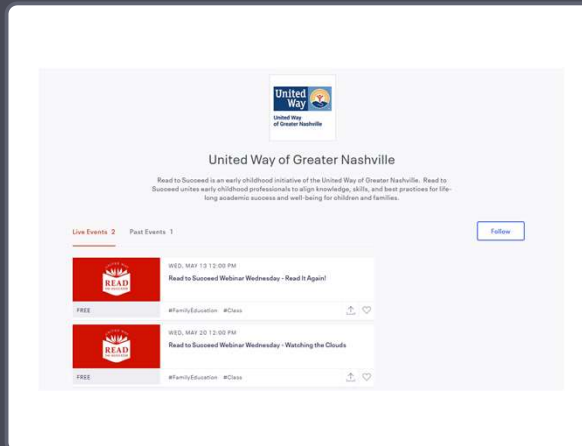 United
Way
United Way
of Greater Nashville
United Way of Greater Nashville
Read to Succeed is an early childhood initiative of the United Way of Greater Nashville. Read to
Succeed unites early childhood professionals to align knowledge, skills, and best practices for life-
long academic success and well-being for children and families.
Live Events 2 Past Events 1
Follow
WED, MAY 13 12:00 PM
READ
Read to Succeed Webinar Wednesday - Read It Again!
FREE
#FamilyEducation #Class
WED, MAY 20 12:00 PM
READ
Read to Succeed Webinar Wednesday - Watching the Clouds
FREE
#FamilyEducation #Class